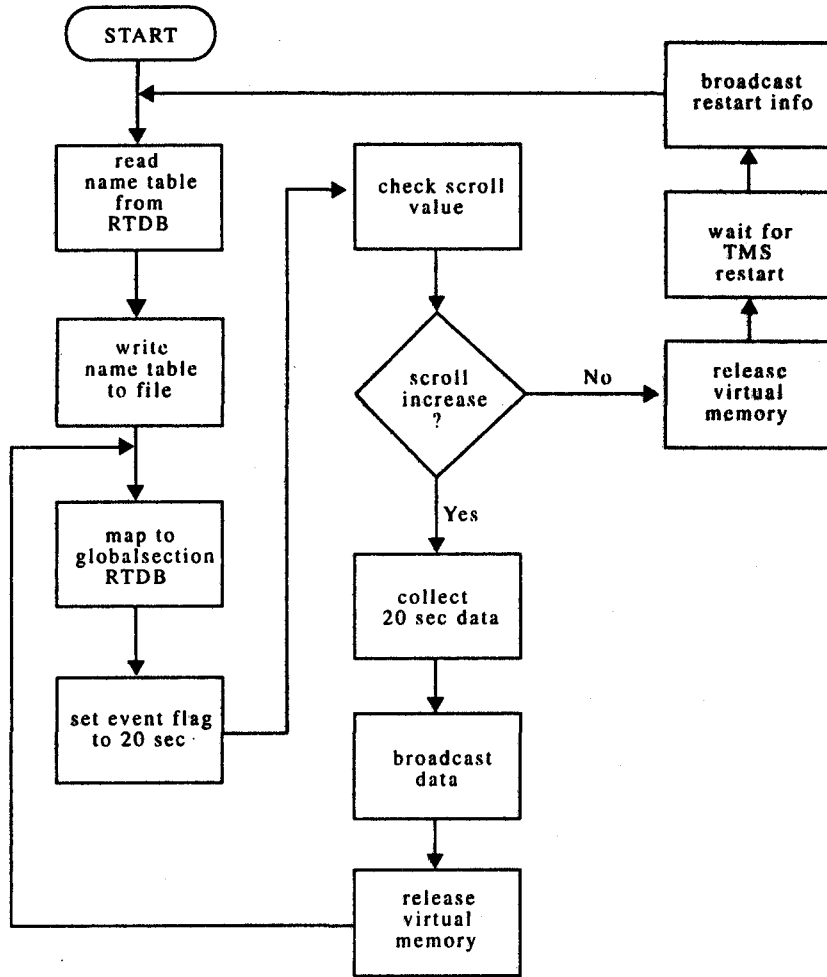 START
read
name table
from
RTDB
write
name table
to file
map to
globalsection
RTDB
set event flag
to 20 sec
check scroll
value
scroll
increase
?
No
Yes
collect
20 sec data
broadcast
data
release
virtual
memory
release
virtual
memory
wait for
TMS
restart
broadcast
restart info